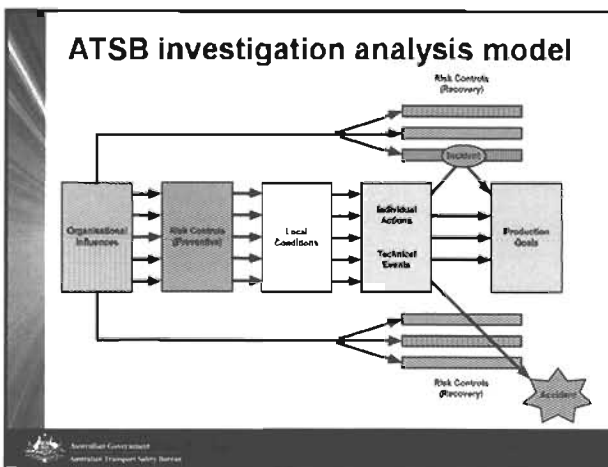 ATSB investigation analysis model
Risk Controls
(Recovery)
Incident
Organisational
Influences
Risk Controls
(Preventive)
Local
Conditions
Individual
Actions
Technical
Events
Production
Goals
Risk Controls
(Recovery)
Accident
Australian Government
Australian Transport Safety Bureau